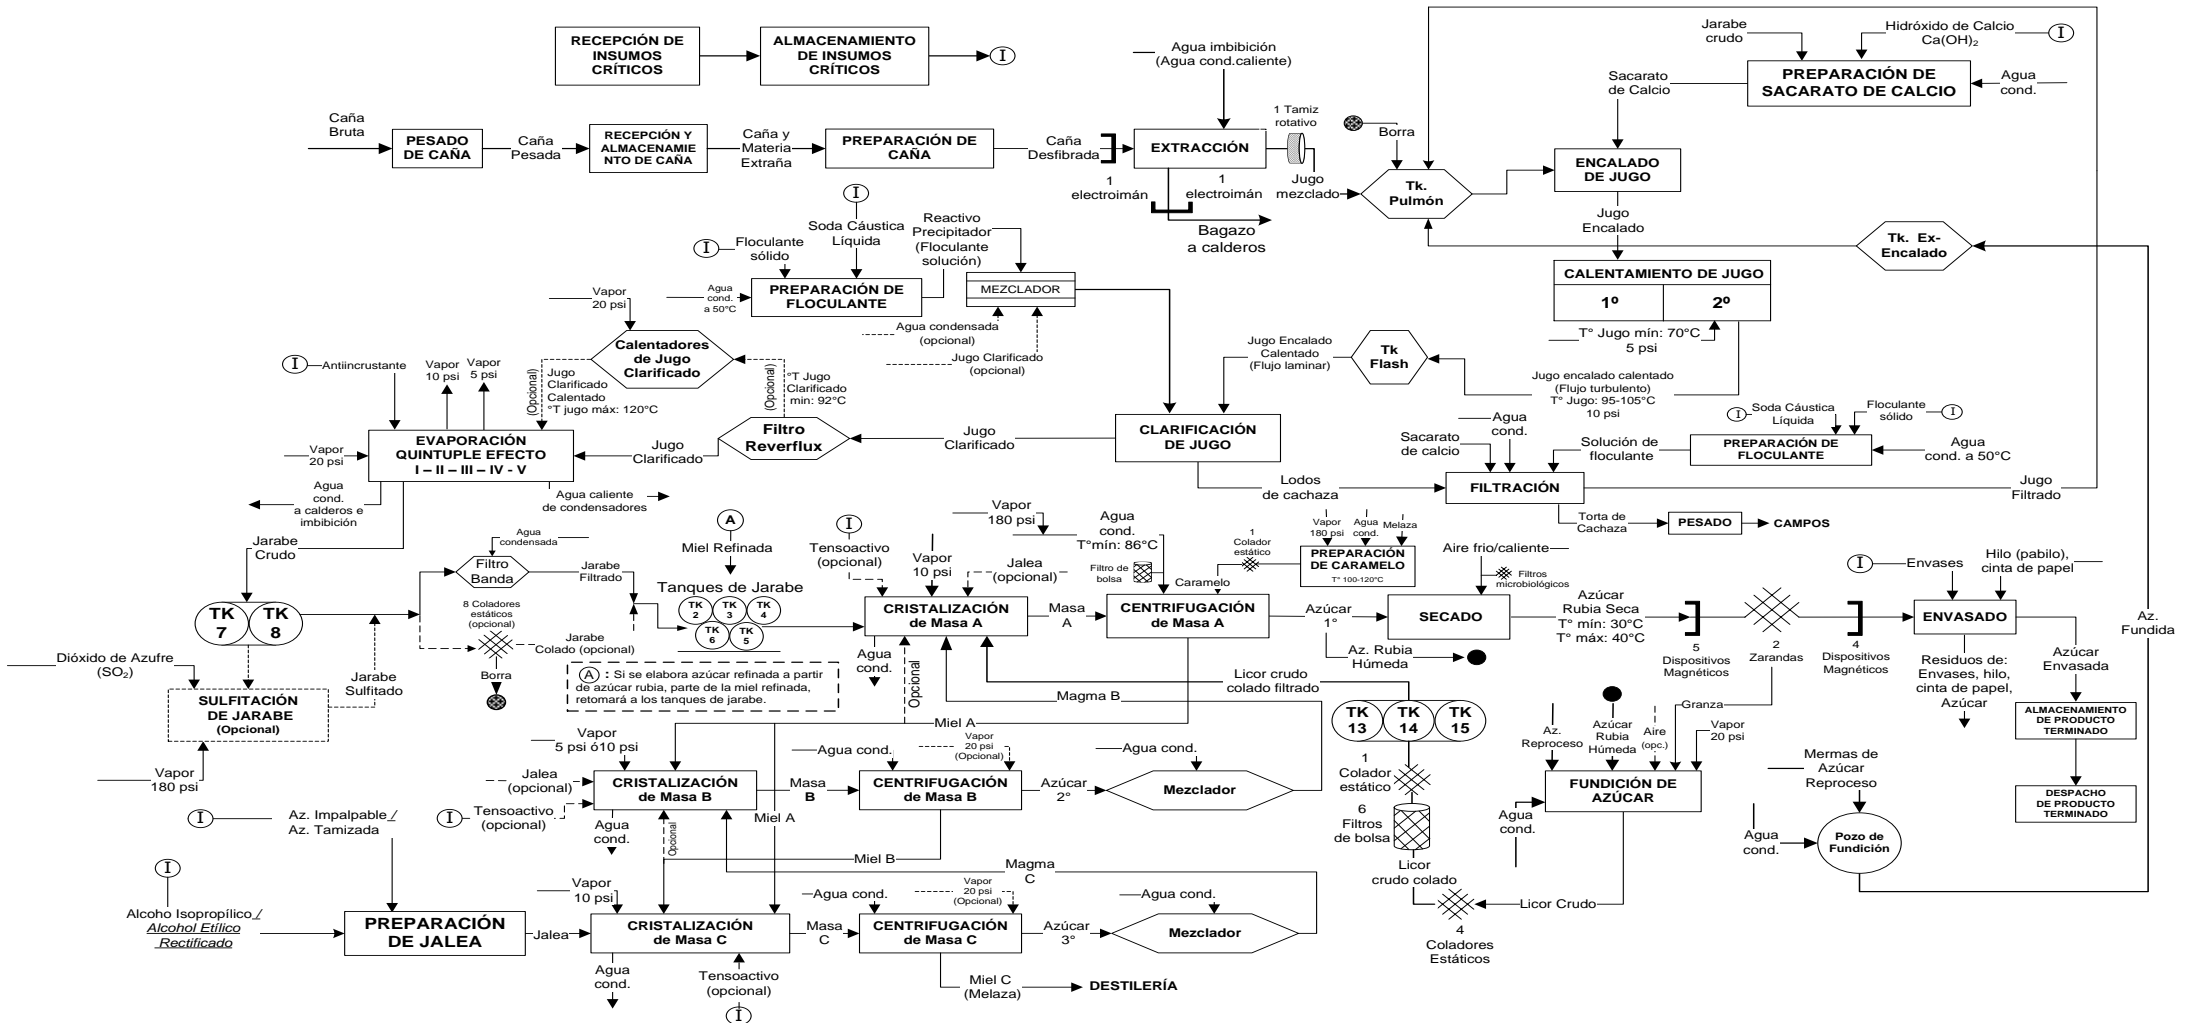 RECEPCIÓN DE
INSUMOS
CRÍTICOS
ALMACENAMIENTO
DE INSUMOS
CRÍTICOS
I
Agua imbibición
(Agua cond.caliente)
Jarabe
crudo
Hidróxido de Calcio
Ca(OH)2
I
PREPARACIÓN DE
SACARATO DE CALCIO
Agua
cond.
Sacarato
de Calcio
Caña
Bruta
PESADO
DE CAÑA
Caña
Pesada
RECEPCIÓN Y
ALMACENAMIE
NTO DE CAÑA
Caña y
Materia
Extraña
PREPARACIÓN DE
CAÑA
Caña
Desfibrada
1
electroimán
EXTRACCIÓN
1
electroimán
1 Tamiz
rotativo
Jugo
mezclado
Bagazo
a calderos
Borra
Tk.
Pulmón
ENCALADO
DE JUGO
Jugo
Encalado
Tk. Ex-
Encalado
CALENTAMIENTO DE JUGO
1º
2º
T° Jugo mín: 70°C
5 psi
Jugo encalado calentado
(Flujo turbulento)
T° Jugo: 95-105°C
10 psi
Tk
Flash
Jugo Encalado
Calentado
(Flujo laminar)
I
Floculante
sólido
I
Soda Cáustica
Líquida
Reactivo
Precipitador
(Floculante
solución)
Agua
cond.
a 50°C
PREPARACIÓN DE
FLOCULANTE
MEZCLADOR
Agua condensada
(opcional)
Jugo Clarificado
(opcional)
Vapor
20 psi
Calentadores
de Jugo
Clarificado
(Opcional)
Jugo
Clarificado
Calentado
°T jugo máx: 120°C
(Opcional)
°T Jugo
Clarificado
min: 92°C
I
Antiincrustante
Vapor
10 psi
Vapor
5 psi
Vapor
20 psi
EVAPORACIÓN
QUINTUPLE EFECTO
I – II – III – IV - V
Jugo
Clarificado
Filtro
Reverflux
Jugo
Clarificado
CLARIFICACIÓN
DE JUGO
Agua
cond.
a calderos e
imbibición
Agua caliente
de condensadores
Jarabe
Crudo
Lodos
de cachaza
Sacarato
de calcio
Agua
cond.
Solución de
floculante
I
Soda Cáustica
Líquida
Floculante
sólido
I
PREPARACIÓN DE
FLOCULANTE
Agua
cond. a 50°C
FILTRACIÓN
Jugo
Filtrado
Torta de
Cachaza
PESADO
CAMPOS
TK
7
TK
8
Agua
condensada
Filtro
Banda
Jarabe
Filtrado
8 Coladores
estáticos
(opcional)
Jarabe
Colado (opcional)
Borra
Dióxido de Azufre
(SO2)
SULFITACIÓN
DE JARABE
(Opcional)
Jarabe
Sulfitado
Vapor
180 psi
A
Miel Refinada
Tanques de Jarabe
TK
2
TK
3
TK
4
TK
6
TK
5
A : Si se elabora azúcar refinada a partir
de azúcar rubia, parte de la miel refinada,
retornará a los tanques de jarabe.
I
Tensoactivo
(opcional)
Vapor
10 psi
Jalea
(opcional)
CRISTALIZACIÓN
de Masa A
Agua
cond.
Opcional
Masa
A
Vapor
180 psi
Agua
cond.
T°mín: 86°C
Filtro de
bolsa
1
Colador
estático
Caramelo
Vapor
180 psi
Agua
cond.
Melaza
PREPARACIÓN
DE CARAMELO
T° 100-120°C
CENTRIFUGACIÓN
de Masa A
Azúcar
1º
Az. Rubia
Húmeda
Aire frio/caliente
Filtros
microbiológicos
SECADO
Azúcar
Rubia Seca
T° mín: 30°C
T° máx: 40°C
5
Dispositivos
Magnéticos
2
Zarandas
4
Dispositivos
Magnéticos
I
Envases
Hilo (pabilo),
cinta de papel
ENVASADO
Residuos de:
Envases, hilo,
cinta de papel,
Azúcar
Azúcar
Envasada
ALMACENAMIENTO
DE PRODUCTO
TERMINADO
DESPACHO
DE PRODUCTO
TERMINADO
Az.
Fundida
Licor crudo
colado filtrado
Magma B
Miel A
TK
13
TK
14
TK
15
1
Colador
estático
6
Filtros
de bolsa
Licor
crudo colado
4
Coladores
Estáticos
Licor Crudo
Az.
Reproceso
Azúcar
Rubia
Húmeda
Aire
(opc.)
Granza
Vapor
20 psi
FUNDICIÓN DE
AZÚCAR
Agua
cond.
Mermas de
Azúcar
Reproceso
Agua
cond.
Pozo de
Fundición
Vapor
5 psi ó10 psi
Jalea
(opcional)
I
Tensoactivo
(opcional)
CRISTALIZACIÓN
de Masa B
Agua
cond.
Opcional
Miel A
Masa
B
Agua cond.
Vapor
20 psi
(Opcional)
CENTRIFUGACIÓN
de Masa B
Azúcar
2º
Agua cond.
Mezclador
Miel B
Magma
C
I
Az. Impalpable /
Az. Tamizada
I
Alcoho Isopropílico /
Alcohol Etílico
Rectificado
PREPARACIÓN
DE JALEA
Jalea
Vapor
10 psi
CRISTALIZACIÓN
de Masa C
Agua
cond.
Tensoactivo
(opcional)
I
Masa
C
Agua cond.
Vapor
20 psi
(Opcional)
CENTRIFUGACIÓN
de Masa C
Azúcar
3º
Agua cond.
Mezclador
Miel C
(Melaza)
DESTILERÍA